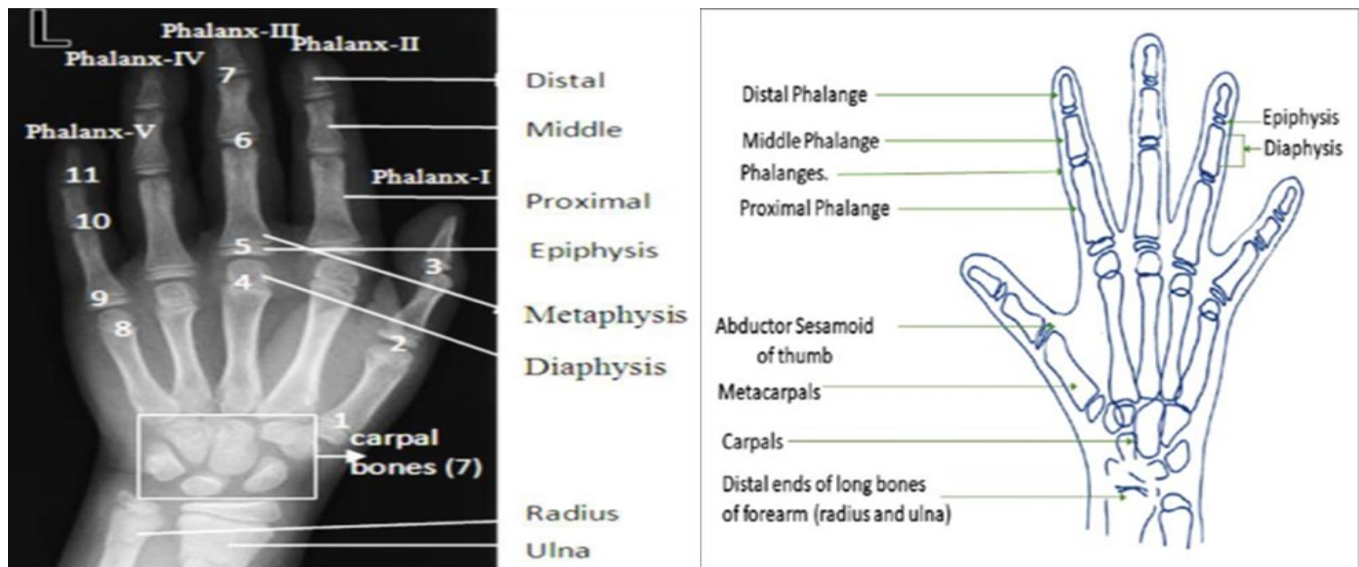 L
Phalanx-III
Phalanx-II
Phalanx-IV
7
Distal
Phalanx-V
Middle
6
11
Phalanx-I
10
Proximal
5
Epiphysis
3
4
9
Metaphysis
8
2
Diaphysis
1
carpal
bones (7)
Radius
Ulna
Distal Phalange
Epiphysis
Middle Phalange
Diaphysis
Phalanges.
Proximal Phalange
Abductor Sesamoid
of thumb
Metacarpals
Carpals
Distal ends of long bones
of forearm (radius and ulna)